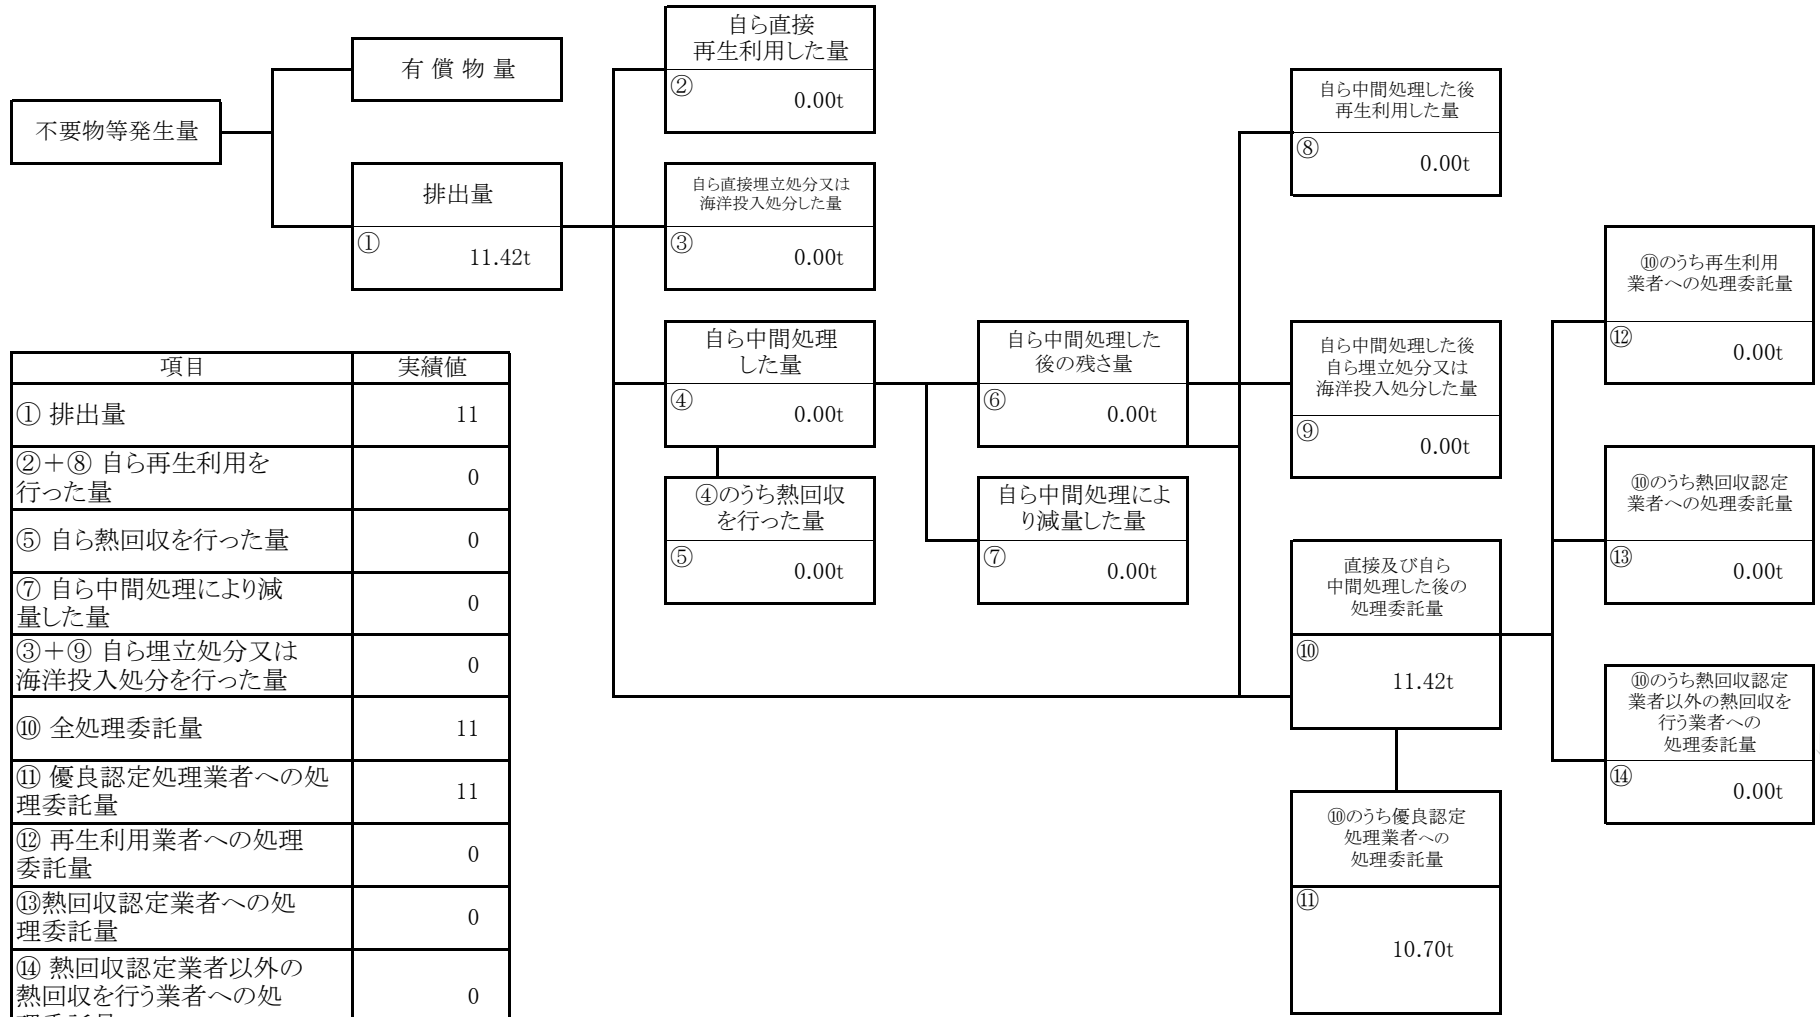 不要物等発生量
有 償 物 量
排出量
①
11.42t
自ら直接
再生利用した量
②
0.00t
自ら直接埋立処分又は
海洋投入処分した量
③
0.00t
自ら中間処理
した量
④
0.00t
④のうち熱回収
を行った量
⑤
0.00t
自ら中間処理した
後の残さ量
⑥
0.00t
自ら中間処理によ
り減量した量
⑦
0.00t
自ら中間処理した後
再生利用した量
⑧
0.00t
自ら中間処理した後
自ら埋立処分又は
海洋投入処分した量
⑨
0.00t
直接及び自ら
中間処理した後の
処理委託量
⑩
11.42t
⑩のうち優良認定
処理業者への
処理委託量
⑪
10.70t
⑩のうち再生利用
業者への処理委託量
⑫
0.00t
⑩のうち熱回収認定
業者への処理委託量
⑬
0.00t
⑩のうち熱回収認定
業者以外の熱回収を
行う業者への
処理委託量
⑭
0.00t
項目 実績値
① 排出量 11
②＋⑧ 自ら再生利用を
行った量 0
⑤ 自ら熱回収を行った量 0
⑦ 自ら中間処理により減
量した量 0
③＋⑨ 自ら埋立処分又は
海洋投入処分を行った量 0
⑩ 全処理委託量 11
⑪ 優良認定処理業者への処
理委託量 11
⑫ 再生利用業者への処理
委託量 0
⑬熱回収認定業者への処
理委託量 0
⑭ 熱回収認定業者以外の
熱回収を行う業者への処 0